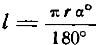 l = π r α° / 180°